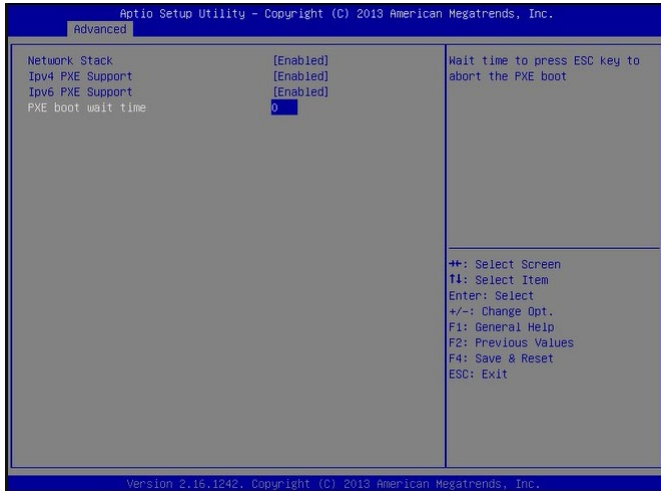 Aptio Setup Utility – Copyright (C) 2013 American Megatrends, Inc.
Advanced
Network Stack [Enabled]
Ipv4 PXE Support [Enabled]
Ipv6 PXE Support [Enabled]
PXE boot wait time 0
Wait time to press ESC key to
abort the PXE boot
→←: Select Screen
↑↓: Select Item
Enter: Select
+/-: Change Opt.
F1: General Help
F2: Previous Values
F4: Save & Reset
ESC: Exit
Version 2.16.1242. Copyright (C) 2013 American Megatrends, Inc.